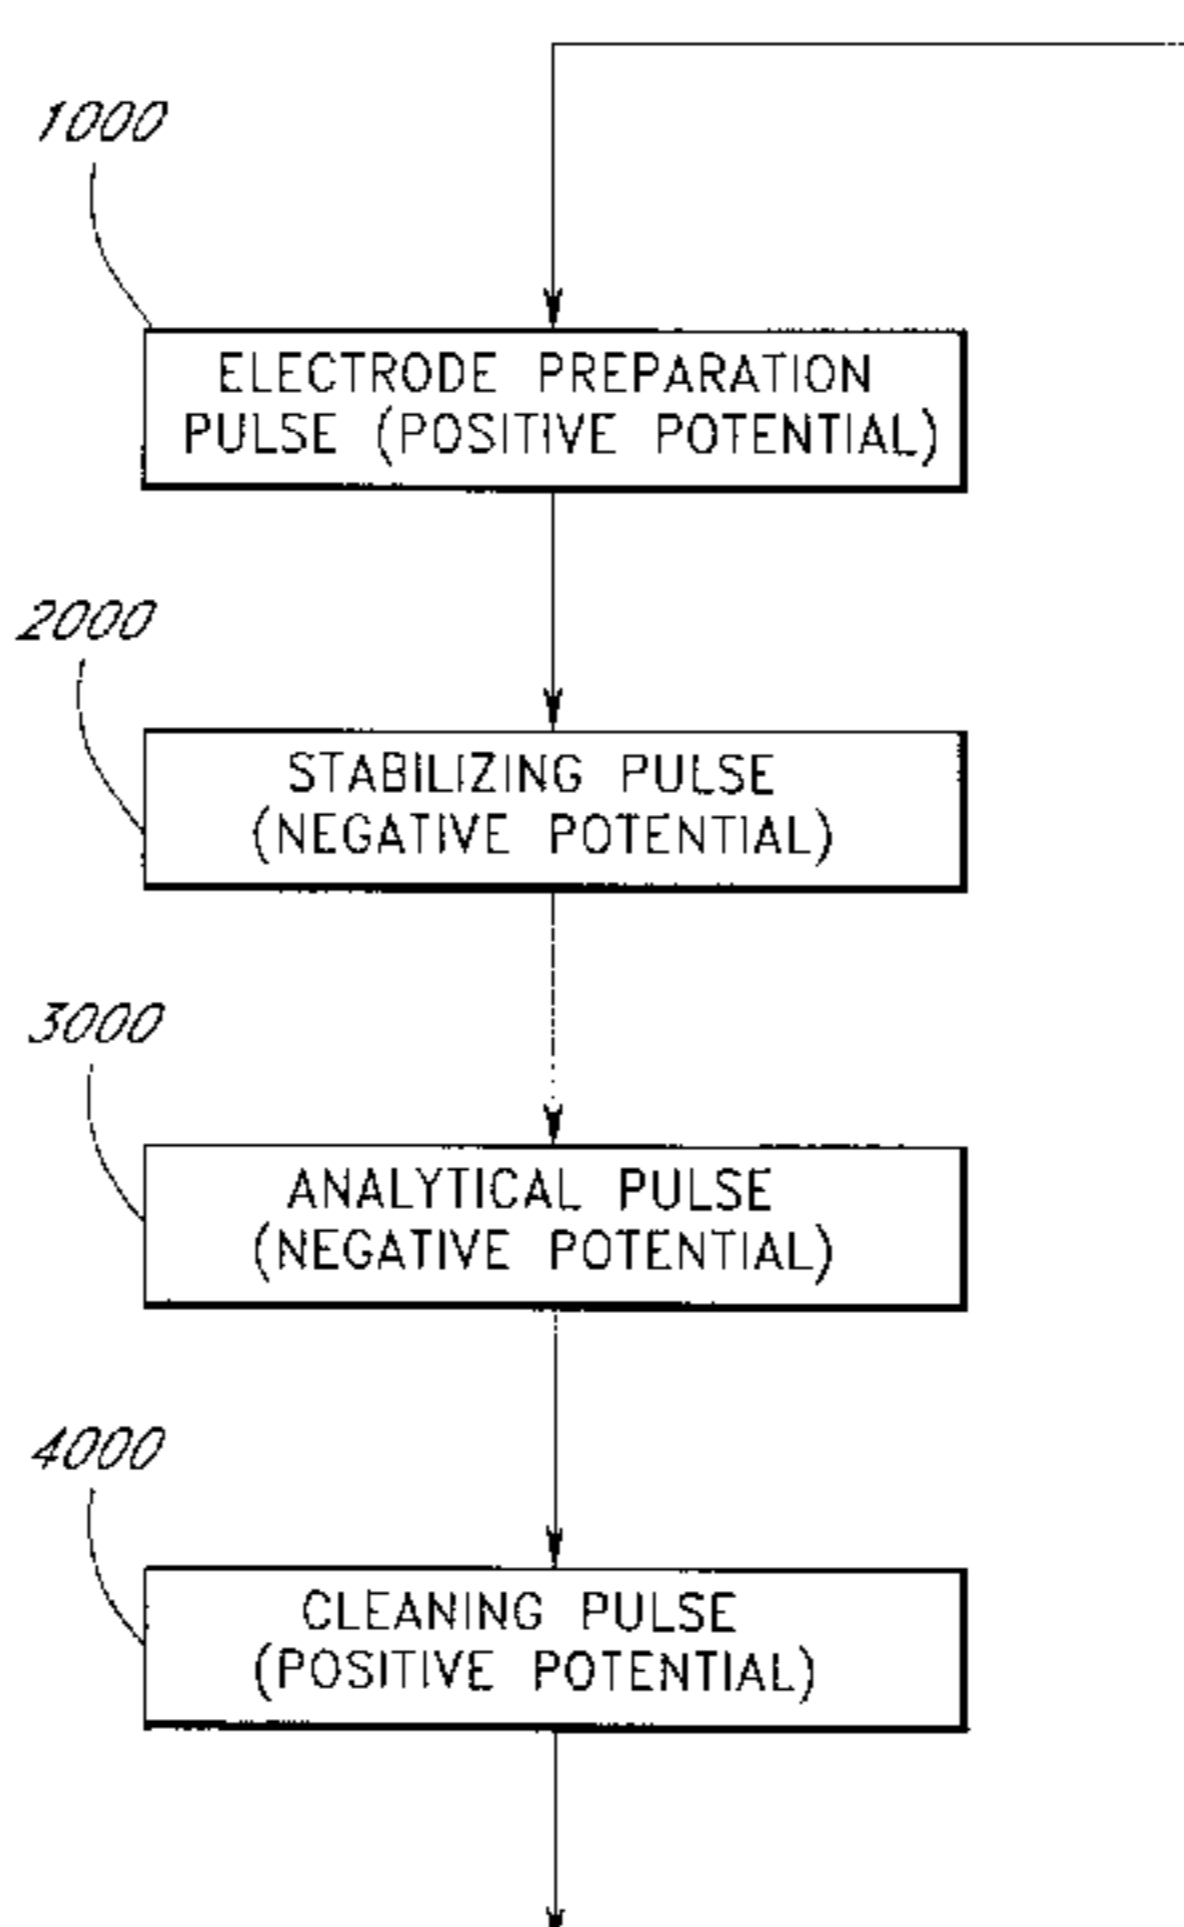 1000
ELECTRODE PREPARATION
PULSE (POSITIVE POTENTIAL)
2000
STABILIZING PULSE
(NEGATIVE POTENTIAL)
3000
ANALYTICAL PULSE
(NEGATIVE POTENTIAL)
4000
CLEANING PULSE
(POSITIVE POTENTIAL)